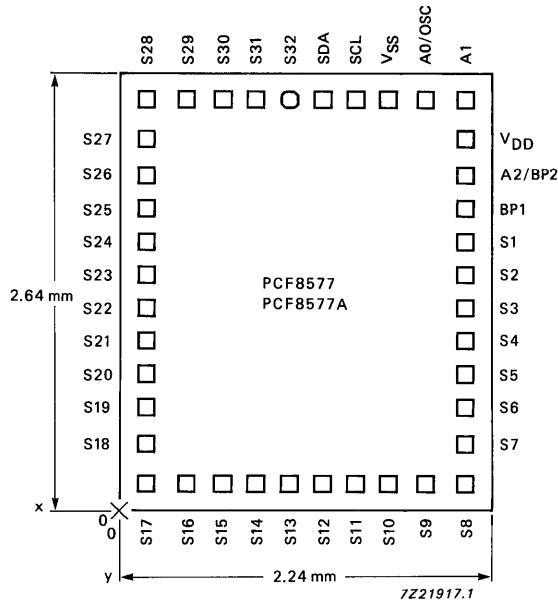 S28 S29 S30 S31 S32 SDA SCL VSS A0/OSC A1
S27 VDD
S26 A2/BP2
S25 BP1
S24 S1
S23 S2
PCF8577
2.64 mm
S22 S3
PCF8577A
S21 S4
S20 S5
S19 S6
S18 S7
x 0
0
S17 S16 S15 S14 S13 S12 S11 S10 S9 S8
y 2.24 mm
7Z21917.1